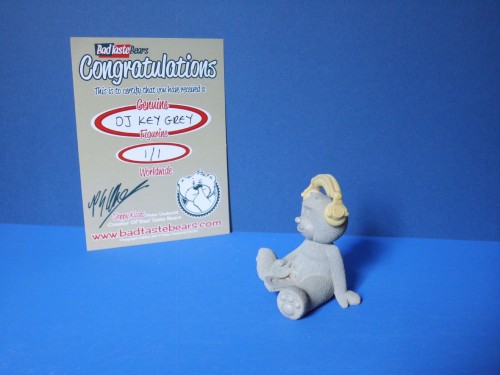 BadTasteBears
Congratulations
This is to certify that you have received a
Genuine
DJ KEY GREY
Figurine
1/1
Worldwide
www.badtastebears.com